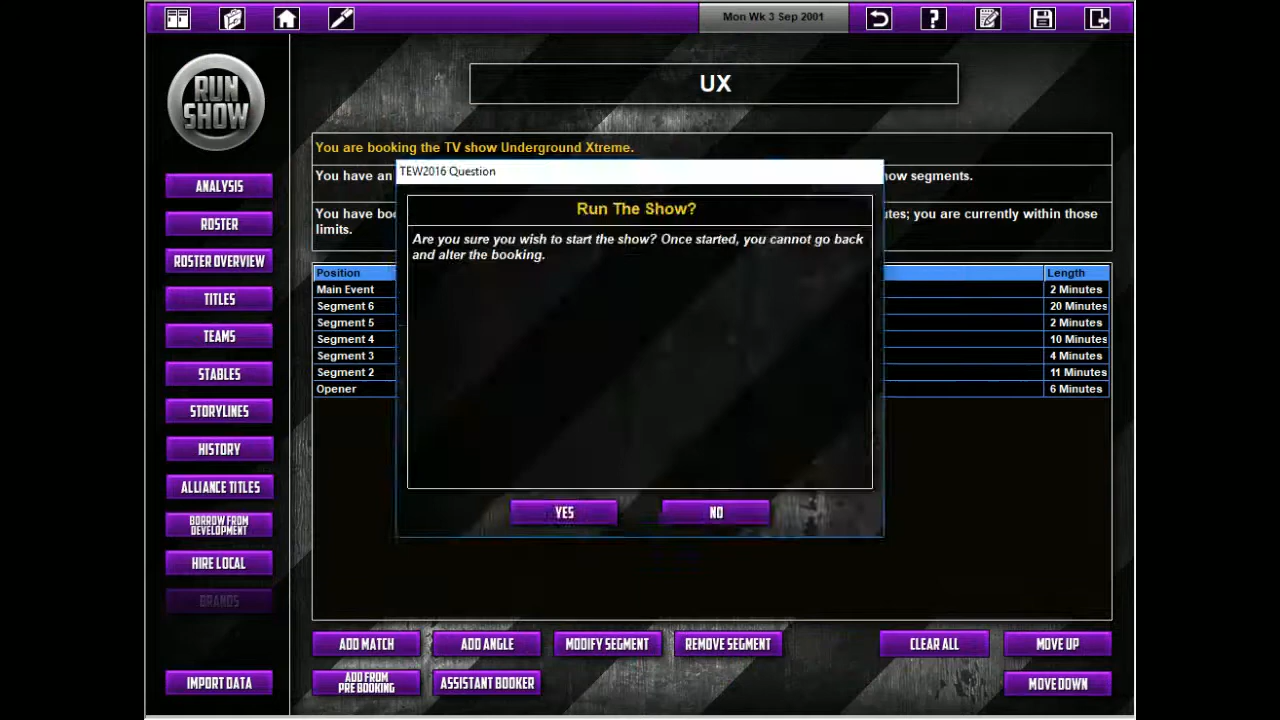 Mon Wk 3 Sep 2001
?
RUN
SHOW
UX
You are booking the TV show Underground Xtreme.
You have an
how segments.
TEW2016 Question
You have bo
utes; you are currently within those
limits.
Run The Show?
Are you sure you wish to start the show? Once started, you cannot go back
and alter the booking.
YES
NO
ANALYSIS
ROSTER
ROSTER OVERVIEW
TITLES
TEAMS
STABLES
STORYLINES
HISTORY
ALLIANCE TITLES
BORROW FROM
DEVELOPMENT
HIRE LOCAL
BRANDS
IMPORT DATA
Position
Length
Main Event
2 Minutes
Segment 6
20 Minutes
Segment 5
2 Minutes
Segment 4
10 Minutes
Segment 3
4 Minutes
Segment 2
11 Minutes
Opener
6 Minutes
ADD MATCH
ADD ANGLE
MODIFY SEGMENT
REMOVE SEGMENT
CLEAR ALL
MOVE UP
ADD FROM
PRE BOOKING
ASSISTANT BOOKER
MOVE DOWN